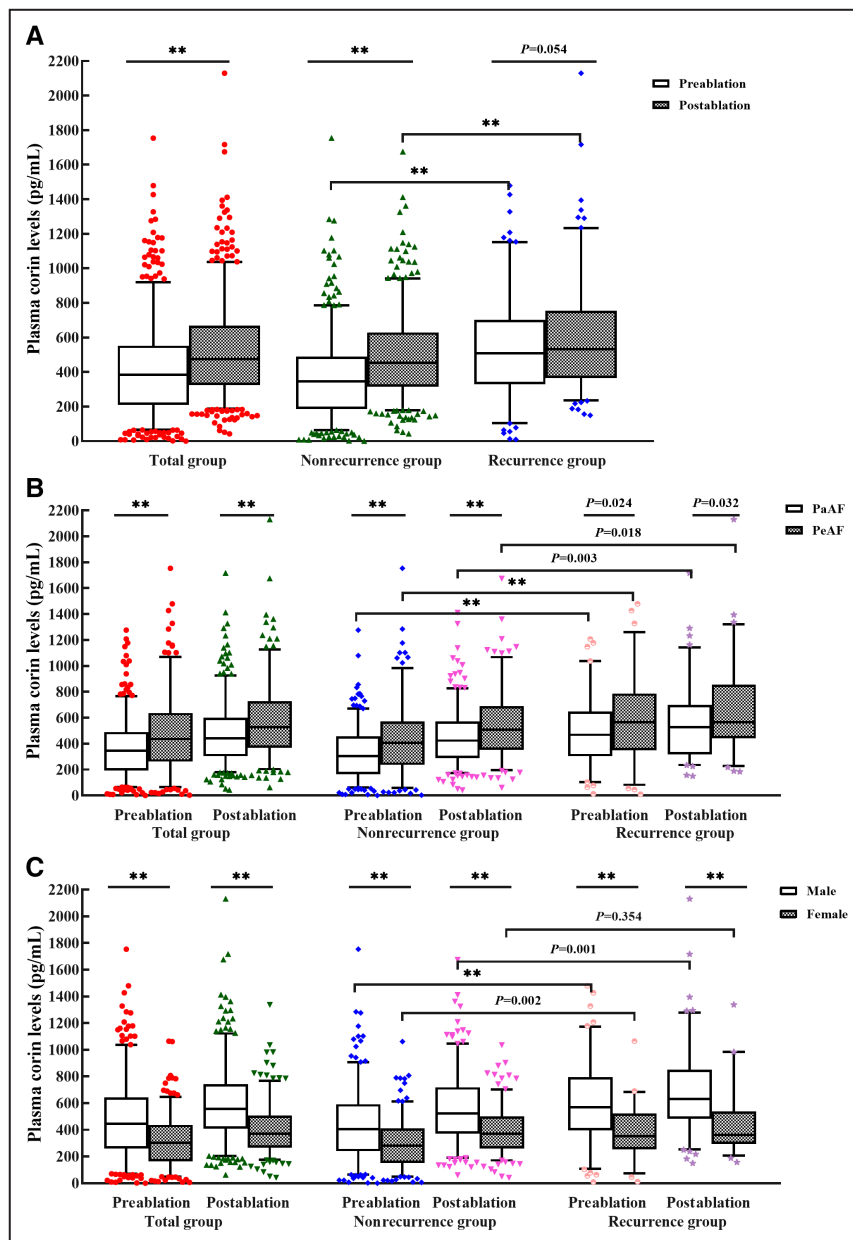 A
** ** P=0.054
Preablation
Postablation
**
**
Plasma corin levels (pg/mL)
2200
2000
1800
1600
1400
1200
1000
800
600
400
200
0
Total group Nonrecurrence group Recurrence group
B
** ** ** ** P=0.024 P=0.032
PaAF
PeAF
P=0.018
P=0.003
**
**
Plasma corin levels (pg/mL)
2200
2000
1800
1600
1400
1200
1000
800
600
400
200
0
Preablation Postablation Preablation Postablation Preablation Postablation
Total group Nonrecurrence group Recurrence group
C
** ** ** ** ** **
Male
Female
P=0.354
P=0.001
**
P=0.002
Plasma corin levels (pg/mL)
2200
2000
1800
1600
1400
1200
1000
800
600
400
200
0
Preablation Postablation Preablation Postablation Preablation Postablation
Total group Nonrecurrence group Recurrence group